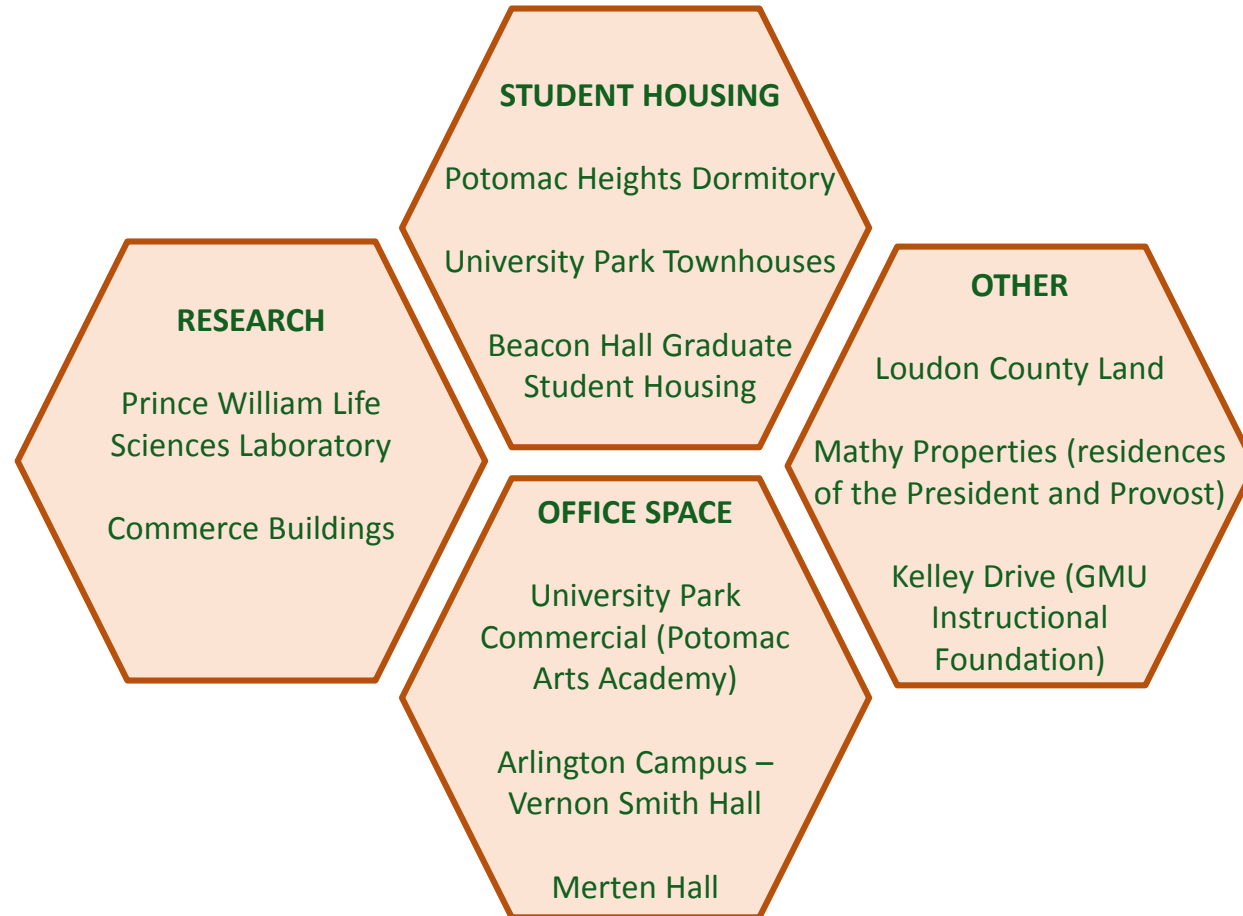 STUDENT HOUSING
Potomac Heights Dormitory
University Park Townhouses
Beacon Hall Graduate
Student Housing
RESEARCH
Prince William Life
Sciences Laboratory
Commerce Buildings
OTHER
Loudon County Land
Mathy Properties (residences
of the President and Provost)
Kelley Drive (GMU
Instructional
Foundation)
OFFICE SPACE
University Park
Commercial (Potomac
Arts Academy)
Arlington Campus –
Vernon Smith Hall
Merten Hall